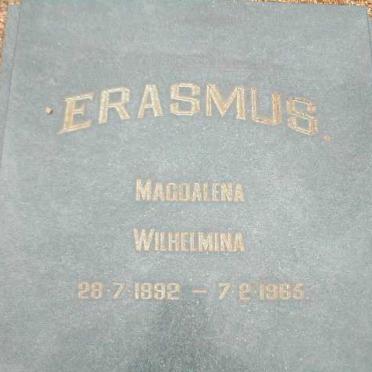 ERASMUS
MAGDALENA
WILHELMINA
28·7·1892 – 7·2·1965.